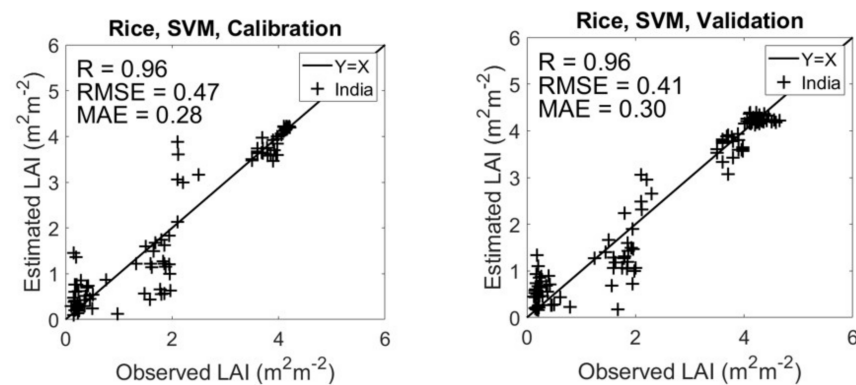 Rice, SVM, Calibration
R = 0.96
RMSE = 0.47
MAE = 0.28
Y=X
India
6
5
4
3
2
1
0
Estimated LAI (m²m⁻²)
0 2 4 6
Observed LAI (m²m⁻²)
Rice, SVM, Validation
R = 0.96
RMSE = 0.41
MAE = 0.30
Y=X
India
6
5
4
3
2
1
0
Estimated LAI (m²m⁻²)
0 2 4 6
Observed LAI (m²m⁻²)